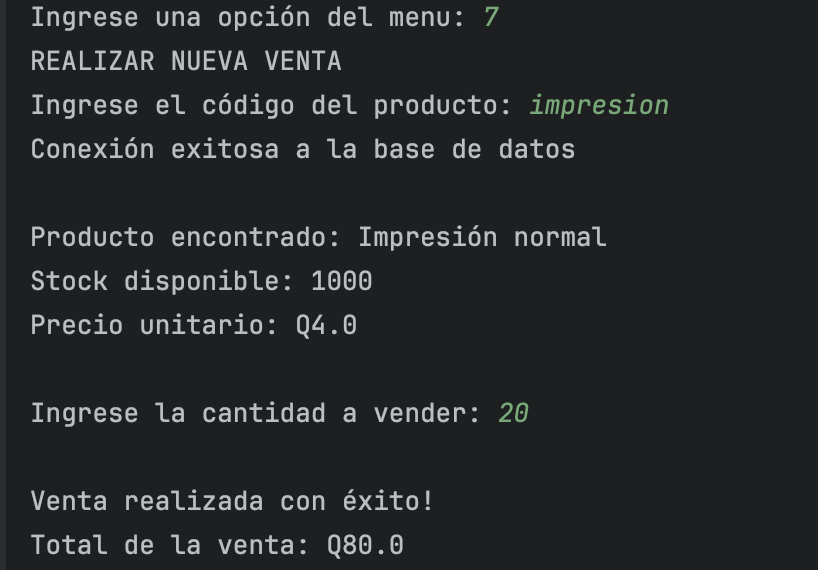 Ingrese una opción del menu: 7
REALIZAR NUEVA VENTA
Ingrese el código del producto: impresion
Conexión exitosa a la base de datos
Producto encontrado: Impresión normal
Stock disponible: 1000
Precio unitario: Q4.0
Ingrese la cantidad a vender: 20
Venta realizada con éxito!
Total de la venta: Q80.0